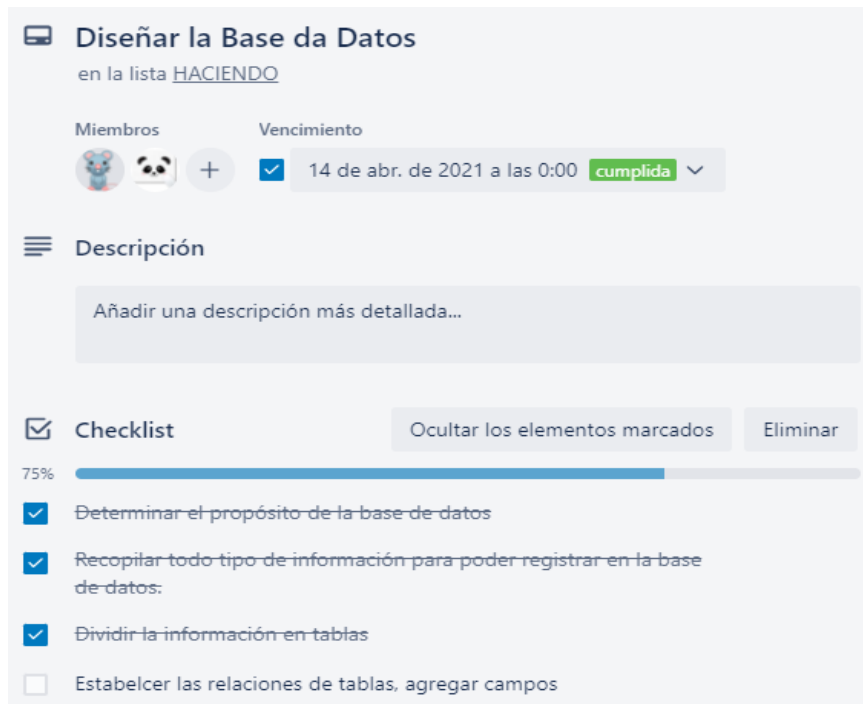 Diseñar la Base da Datos
en la lista HACIENDO
Miembros
Vencimiento
+
14 de abr. de 2021 a las 0:00 cumplida
Descripción
Añadir una descripción más detallada...
Checklist
Ocultar los elementos marcados
Eliminar
75%
Determinar el propósito de la base de datos
Recopilar todo tipo de información para poder registrar en la base
de datos.
Dividir la información en tablas
Estabelcer las relaciones de tablas, agregar campos